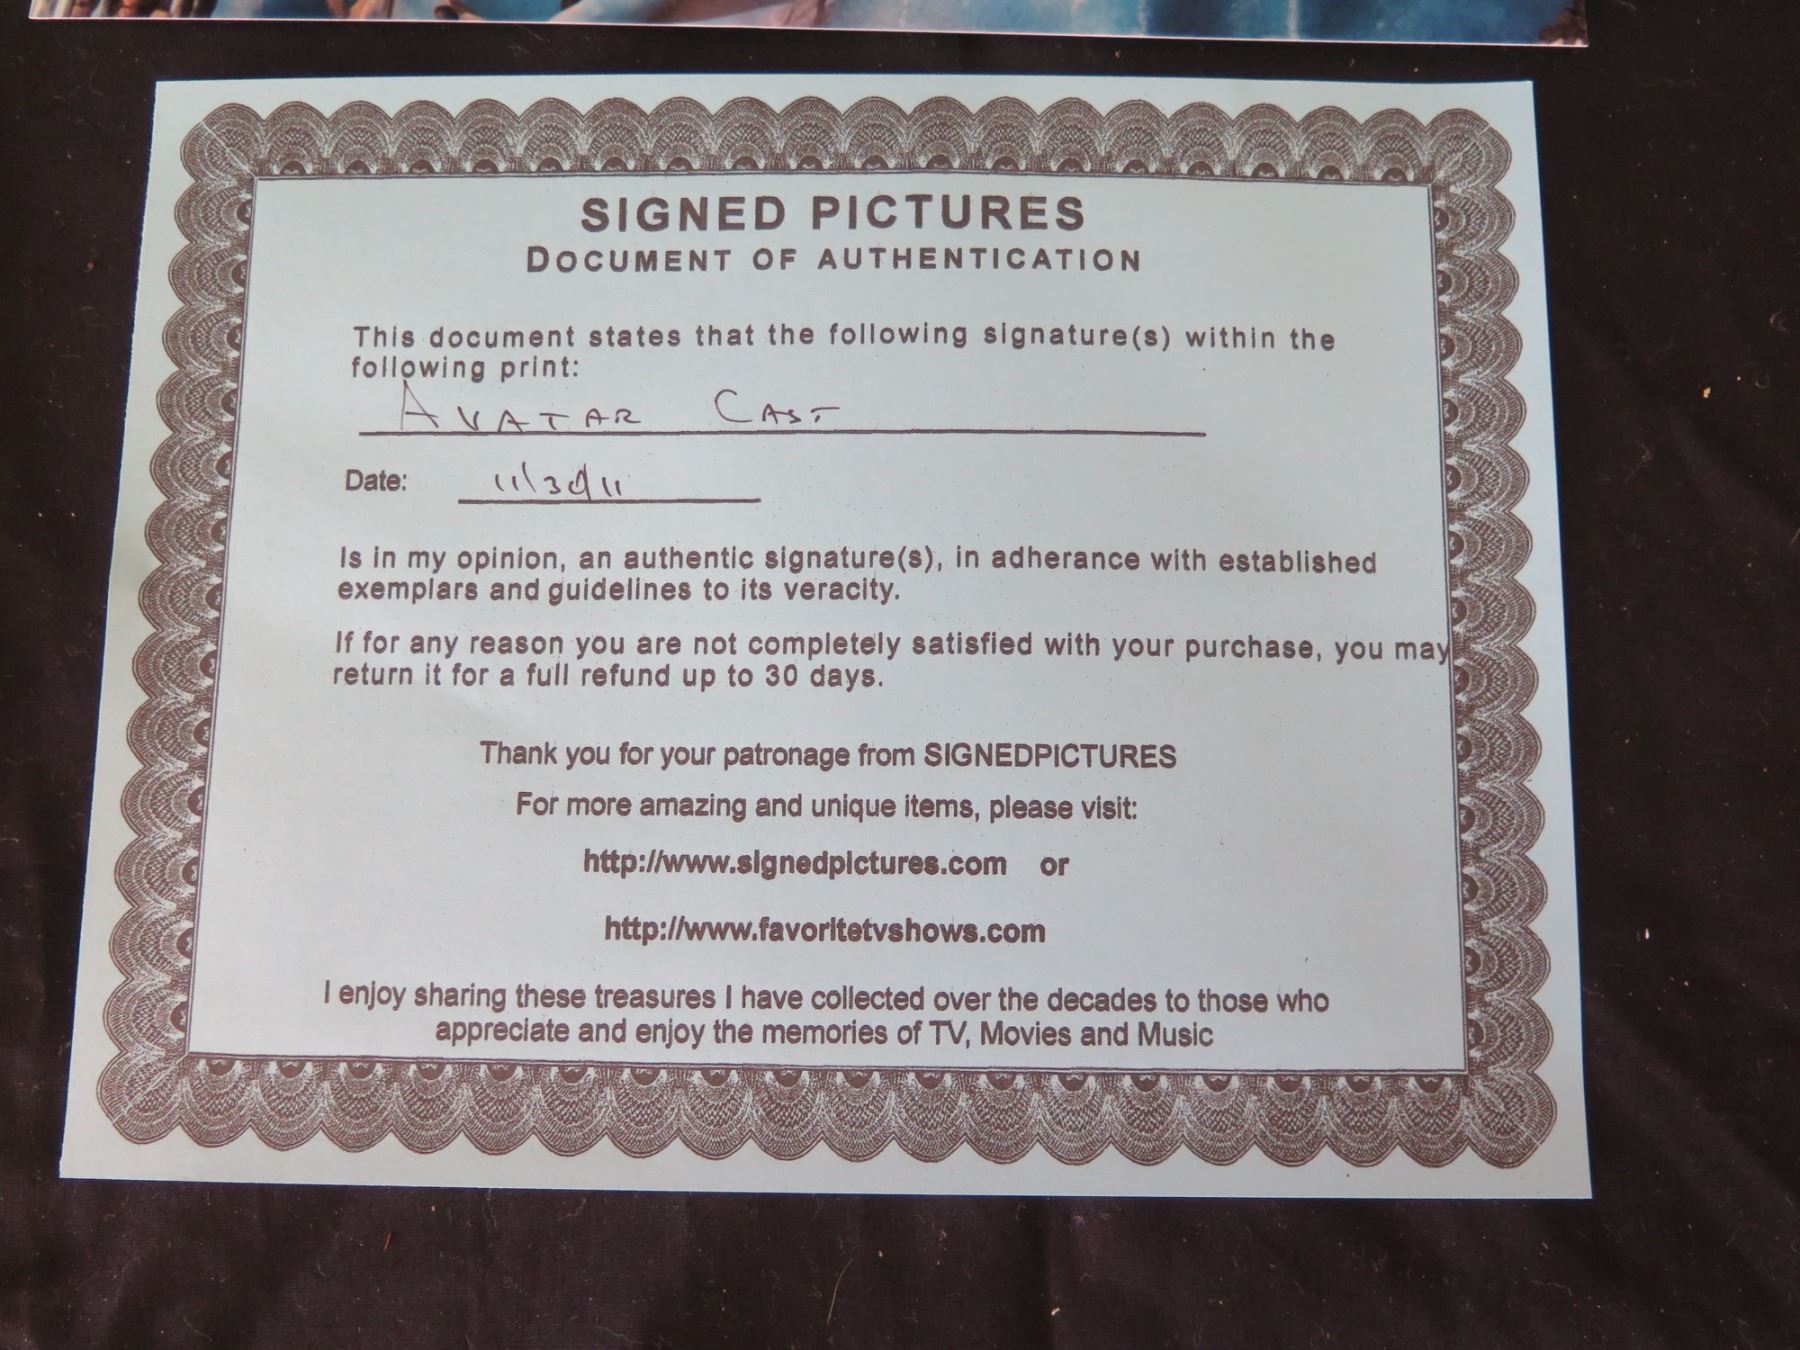 SIGNED PICTURES
DOCUMENT OF AUTHENTICATION
This document states that the following signature(s) within the
following print:
AVATAR CAST
Date: 11/30/11
Is in my opinion, an authentic signature(s), in adherance with established
exemplars and guidelines to its veracity.
If for any reason you are not completely satisfied with your purchase, you may
return it for a full refund up to 30 days.
Thank you for your patronage from SIGNEDPICTURES
For more amazing and unique items, please visit:
http://www.signedpictures.com or
http://www.favoritetvshows.com
I enjoy sharing these treasures I have collected over the decades to those who
appreciate and enjoy the memories of TV, Movies and Music